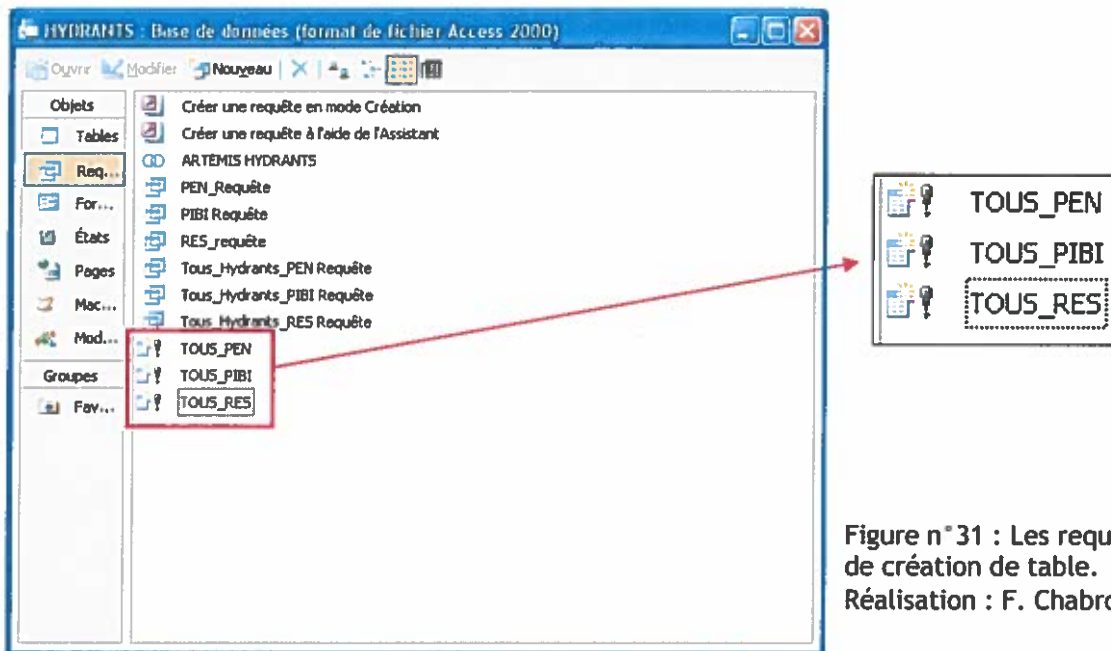 HYDRANTS : Base de données (format de fichier Access 2000)
Ouvrir Modifier Nouveau
Objets
Tables
Req...
For...
États
Pages
Mac...
Mod...
Groupes
Fav...
Créer une requête en mode Création
Créer une requête à l'aide de l'Assistant
ARTÉMIS HYDRANTS
PEN_Requête
PIBI Requête
RES_requête
Tous_Hydrants_PEN Requête
Tous_Hydrants_PIBI Requête
Tous_Hydrants_RES Requête
TOUS_PEN
TOUS_PIBI
TOUS_RES
TOUS_PEN
TOUS_PIBI
TOUS_RES
Figure n°31 : Les
de création de table.
Réalisation : F.